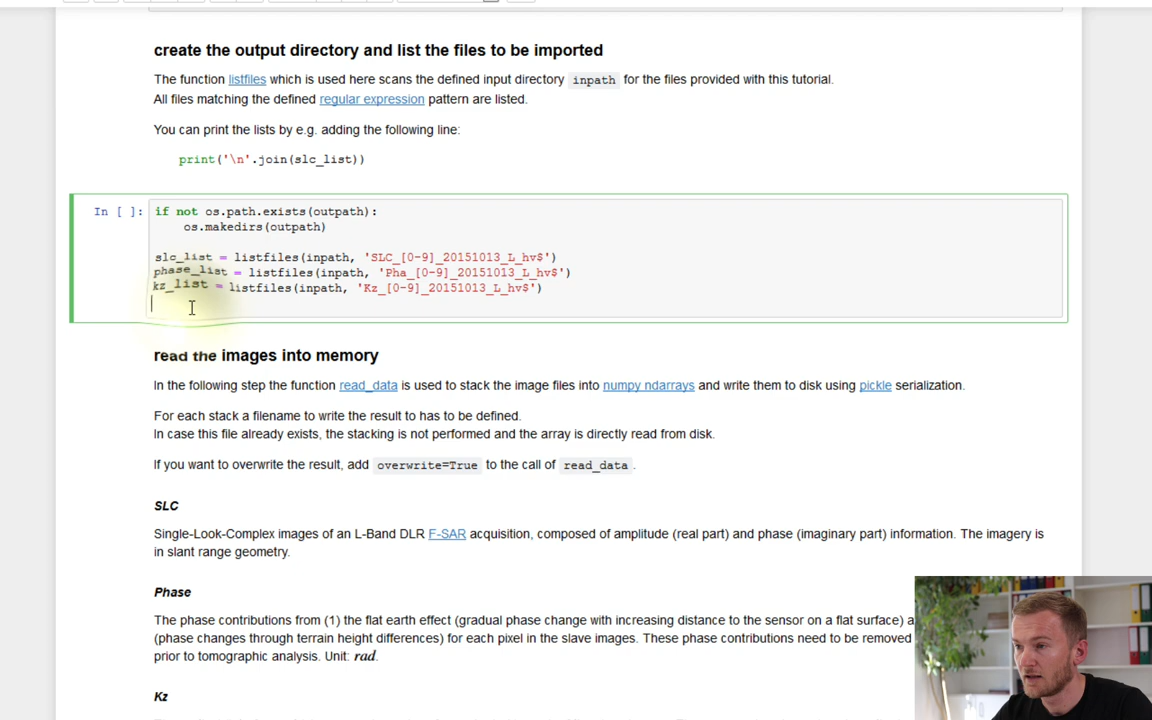 create the output directory and list the files to be imported
The function listfiles which is used here scans the defined input directory inpath for the files provided with this tutorial.
All files matching the defined regular expression pattern are listed.
You can print the lists by e.g. adding the following line:
print('\n'.join(slc_list))
In [ ]: if not os.path.exists(outpath):
os.makedirs(outpath)
slc_list = listfiles(inpath, 'SLC_[0-9]_20151013_L_hv$')
phase_list = listfiles(inpath, 'Pha_[0-9]_20151013_L_hv$')
kz_list = listfiles(inpath, 'Kz_[0-9]_20151013_L_hv$')
read the images into memory
In the following step the function read_data is used to stack the image files into numpy ndarrays and write them to disk using pickle serialization.
For each stack a filename to write the result to has to be defined.
In case this file already exists, the stacking is not performed and the array is directly read from disk.
If you want to overwrite the result, add overwrite=True to the call of read_data.
SLC
Single-Look-Complex images of an L-Band DLR F-SAR acquisition, composed of amplitude (real part) and phase (imaginary part) information. The imagery is
in slant range geometry.
Phase
The phase contributions from (1) the flat earth effect (gradual phase change with increasing distance to the sensor on a flat surface) a
(phase changes through terrain height differences) for each pixel in the slave images. These phase contributions need to be removed
prior to tomographic analysis. Unit: rad.
Kz